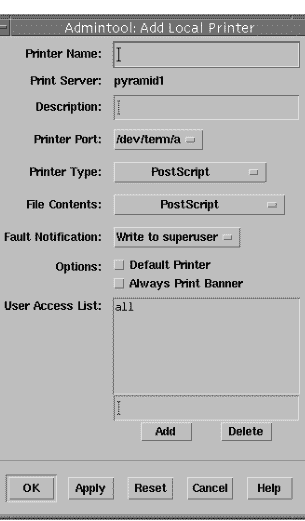 Admintool: Add Local Printer
Printer Name:
Print Server: pyramid1
Description:
Printer Port: /dev/term/a
Printer Type: PostScript
File Contents: PostScript
Fault Notification: Write to superuser
Options: Default Printer
Always Print Banner
User Access List: all
Add Delete
OK Apply Reset Cancel Help